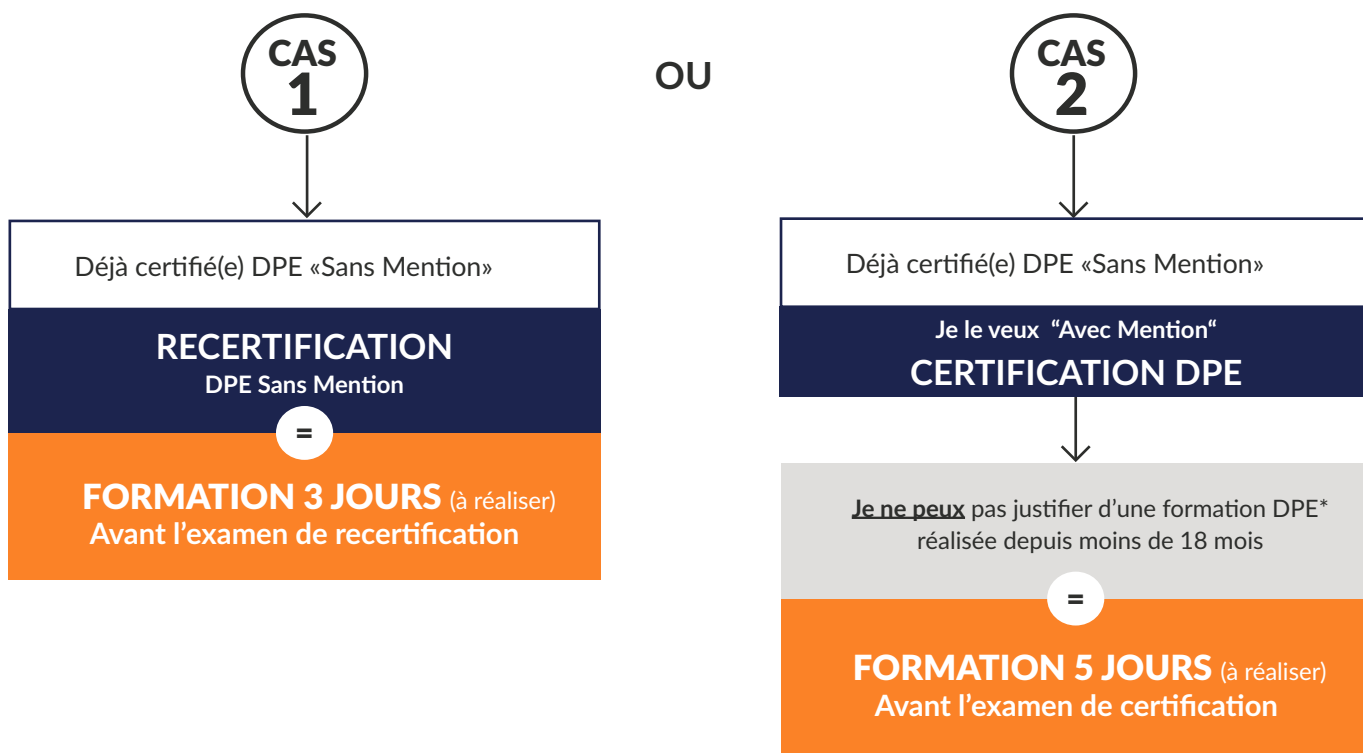 CAS
1
OU
CAS
2
Déjà certifié(e) DPE «Sans Mention»
RECERTIFICATION
DPE Sans Mention
=
FORMATION 3 JOURS (à réaliser)
Avant l’examen de recertification
Déjà certifié(e) DPE «Sans Mention»
Je le veux “Avec Mention“
CERTIFICATION DPE
Je ne peux pas justifier d’une formation DPE*
réalisée depuis moins de 18 mois
=
FORMATION 5 JOURS (à réaliser)
Avant l’examen de certification